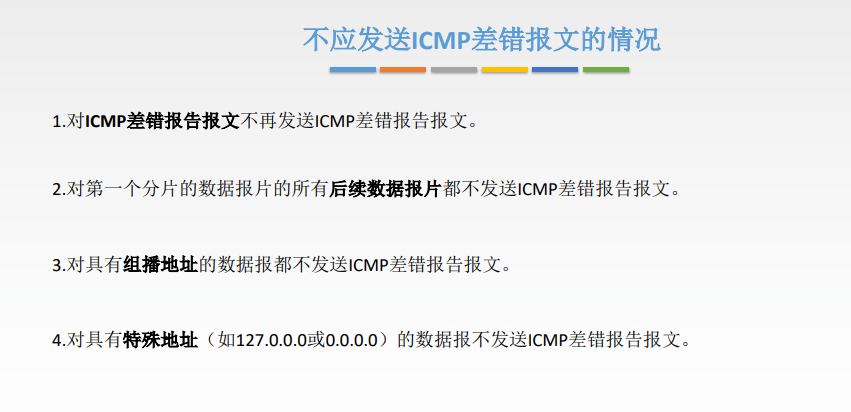 不应发送ICMP差错报文的情况
1.对ICMP差错报告报文不再发送ICMP差错报告报文。
2.对第一个分片的数据报片的所有后续数据报片都不发送ICMP差错报告报文。
3.对具有组播地址的数据报都不发送ICMP差错报告报文。
4.对具有特殊地址（如127.0.0.0或0.0.0.0）的数据报不发送ICMP差错报告报文。